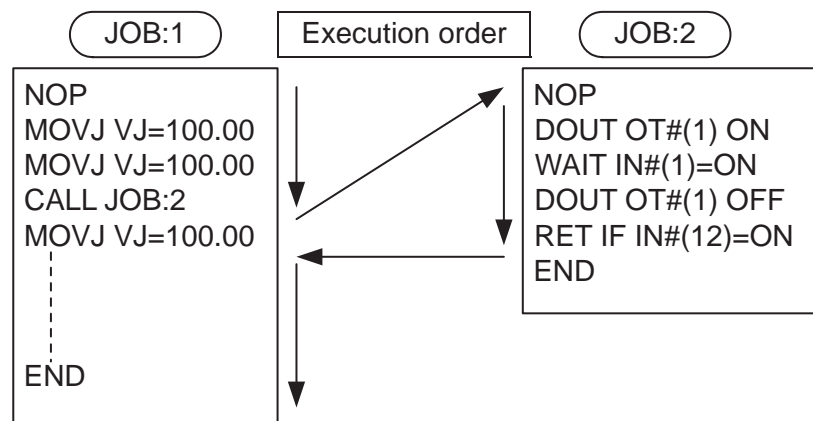 JOB:1
Execution order
JOB:2
NOP
MOVJ VJ=100.00
MOVJ VJ=100.00
CALL JOB:2
MOVJ VJ=100.00
END
NOP
DOUT OT#(1) ON
WAIT IN#(1)=ON
DOUT OT#(1) OFF
RET IF IN#(12)=ON
END